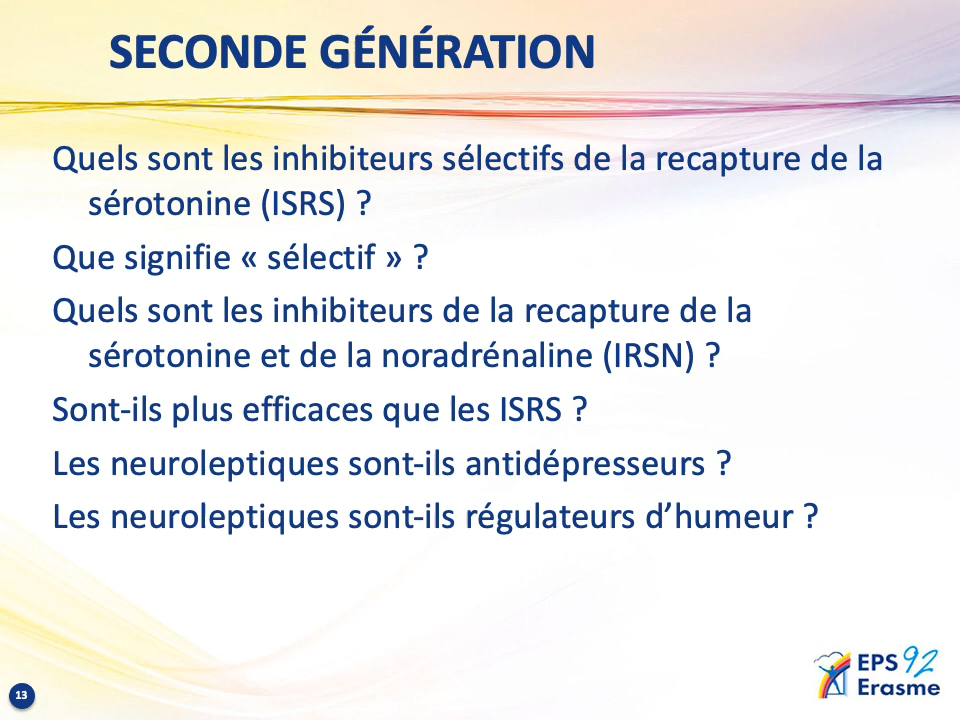 SECONDE GÉNÉRATION
Quels sont les inhibiteurs sélectifs de la recapture de la
sérotonine (ISRS) ?
Que signifie « sélectif » ?
Quels sont les inhibiteurs de la recapture de la
sérotonine et de la noradrénaline (IRSN) ?
Sont-ils plus efficaces que les ISRS ?
Les neuroleptiques sont-ils antidépresseurs ?
Les neuroleptiques sont-ils régulateurs d’humeur ?
13
EPS 92
Erasme